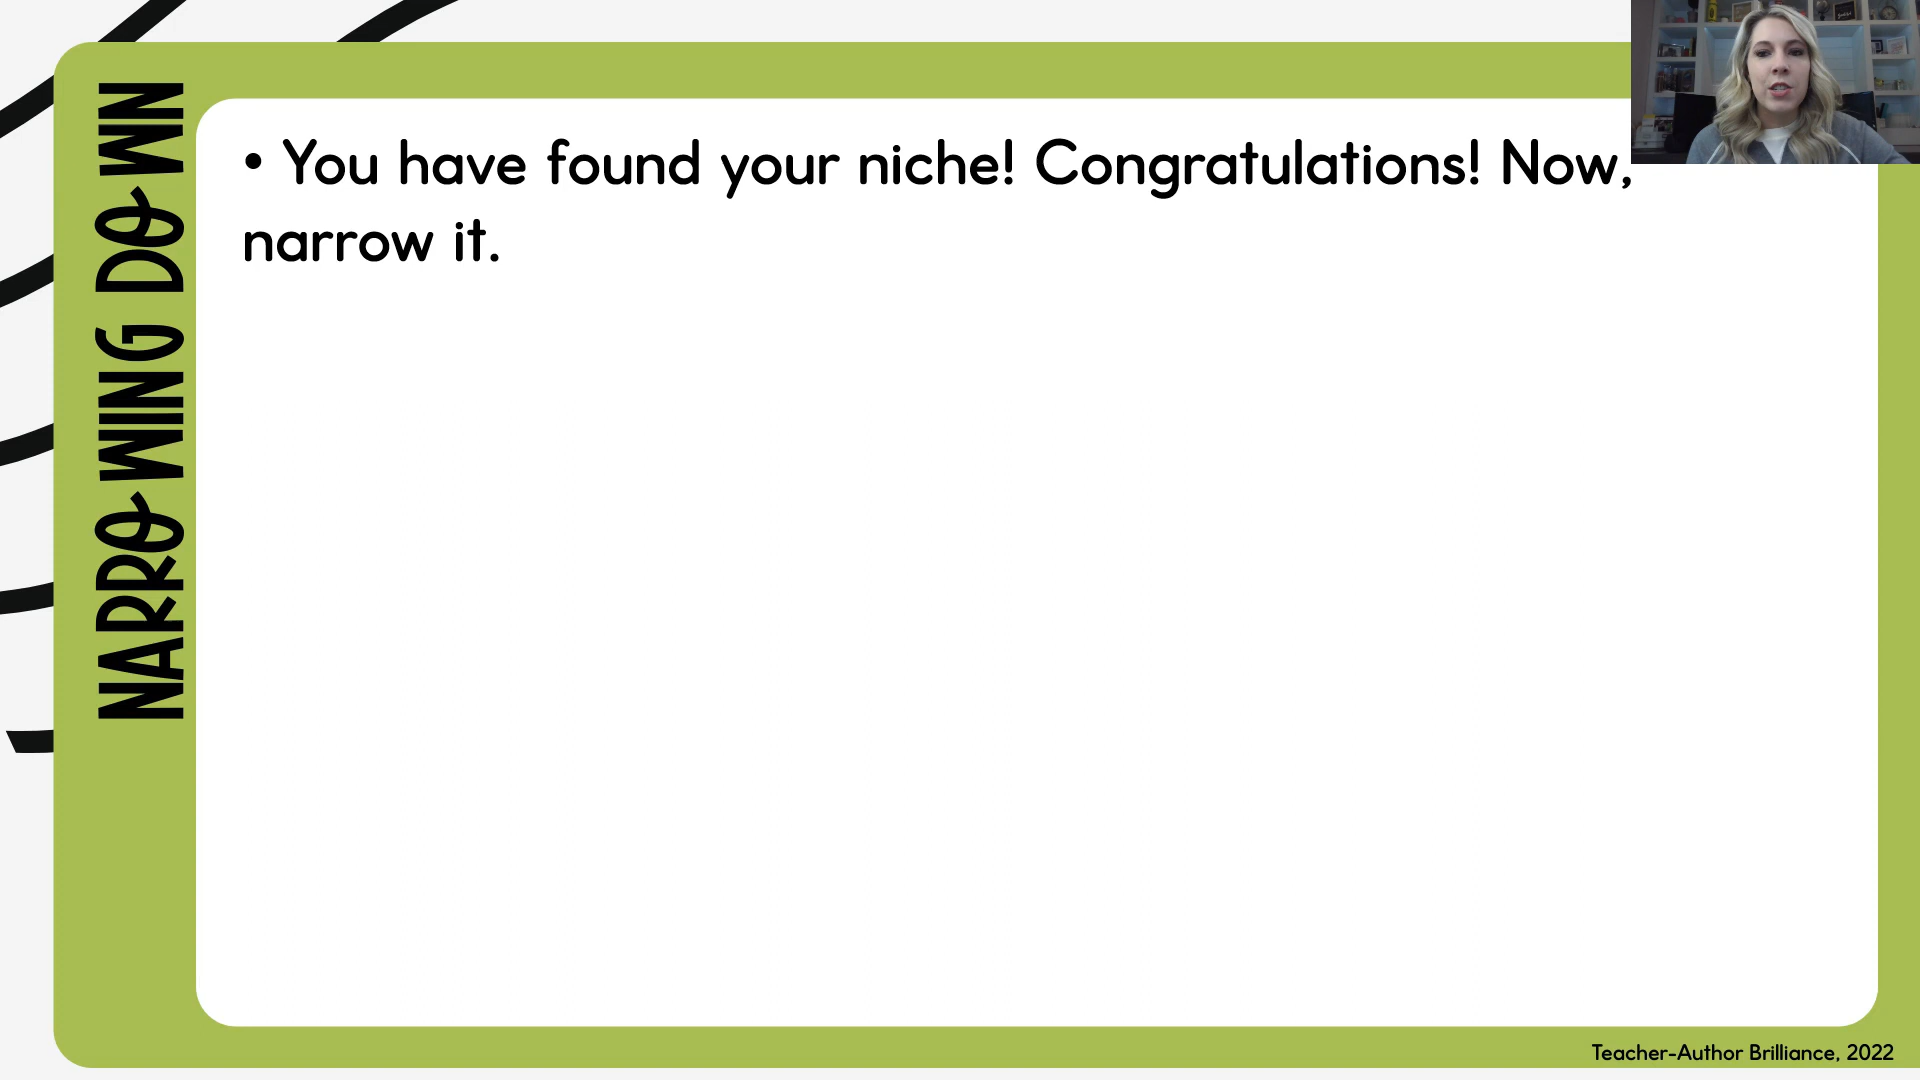 NARROWING DOWN
• You have found your niche! Congratulations! Now,
narrow it.
Teacher-Author Brilliance, 2022